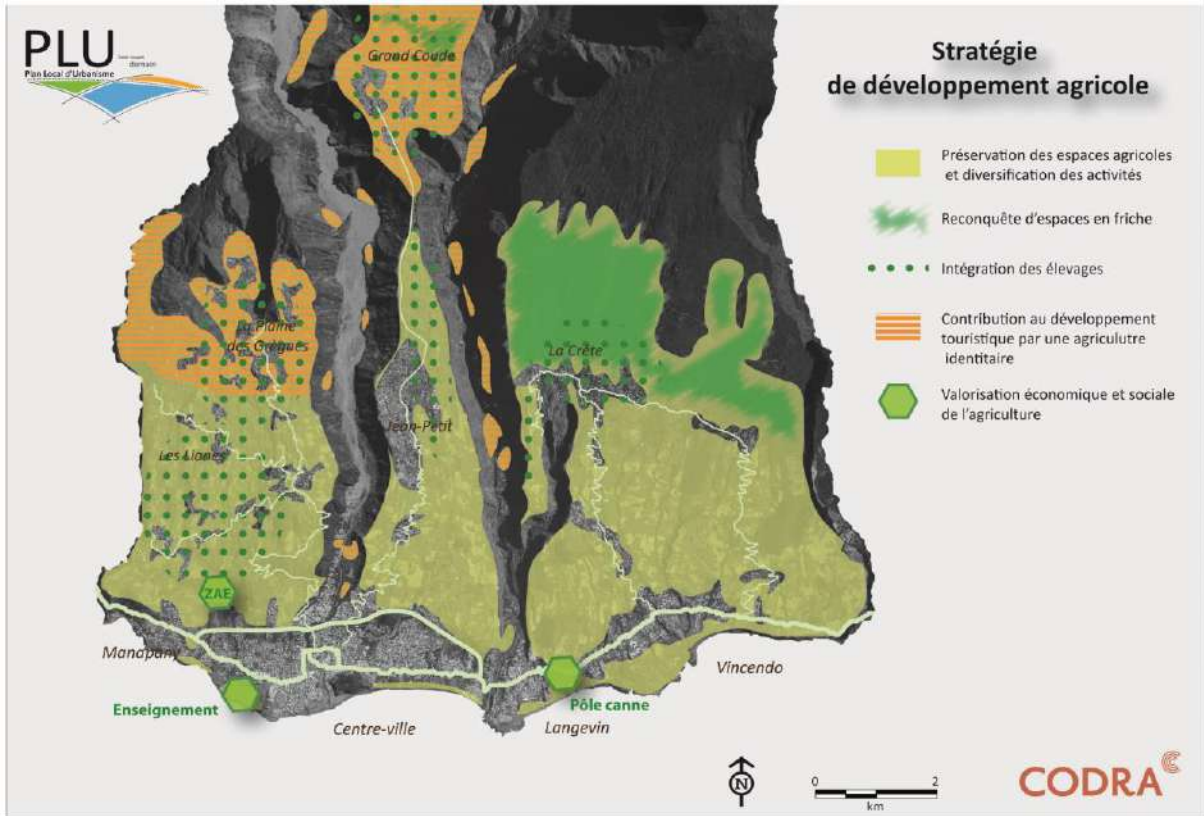 PLU
Plan Local d'Urbanisme
Stratégie
de développement agricole
Préservation des espaces agricoles
et diversification des activités
Reconquête d'espaces en friche
Intégration des élevages
Contribution au développement
touristique par une agriculutre
identitaire
Valorisation économique et sociale
de l'agriculture
Grand Coude
La Plaine
des Grègues
La Crête
Jean-Petit
Les Lianes
ZAE
Manapany
Vincendo
Enseignement
Pôle canne
Centre-ville
Langevin
N
0 2
km
CODRA